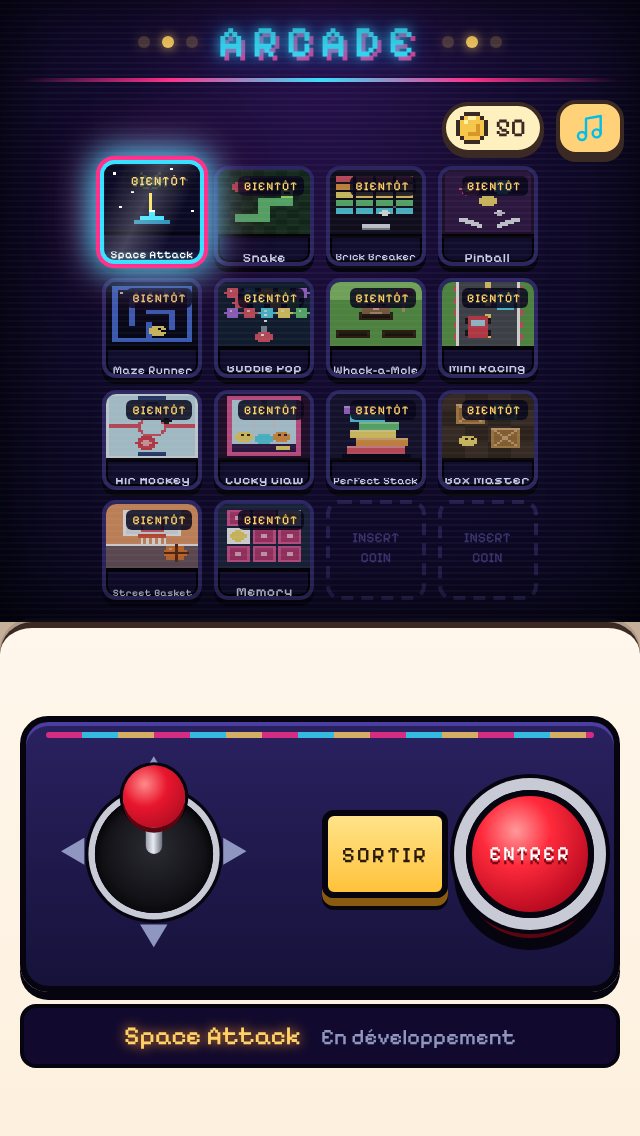 ARCADE
50
BIENTÔT
BIENTÔT
BIENTÔT
BIENTÔT
Space Attack
Snake
Brick Breaker
Pinball
BIENTÔT
BIENTÔT
BIENTÔT
BIENTÔT
Maze Runner
Bubble Pop
Whack-a-Mole
Mini Racing
BIENTÔT
BIENTÔT
BIENTÔT
BIENTÔT
Air Hockey
Lucky Claw
Perfect Stack
Box Master
BIENTÔT
BIENTÔT
INSERT
COIN
INSERT
COIN
Street Basket
Memory
SORTIR
ENTRER
Space Attack En développement